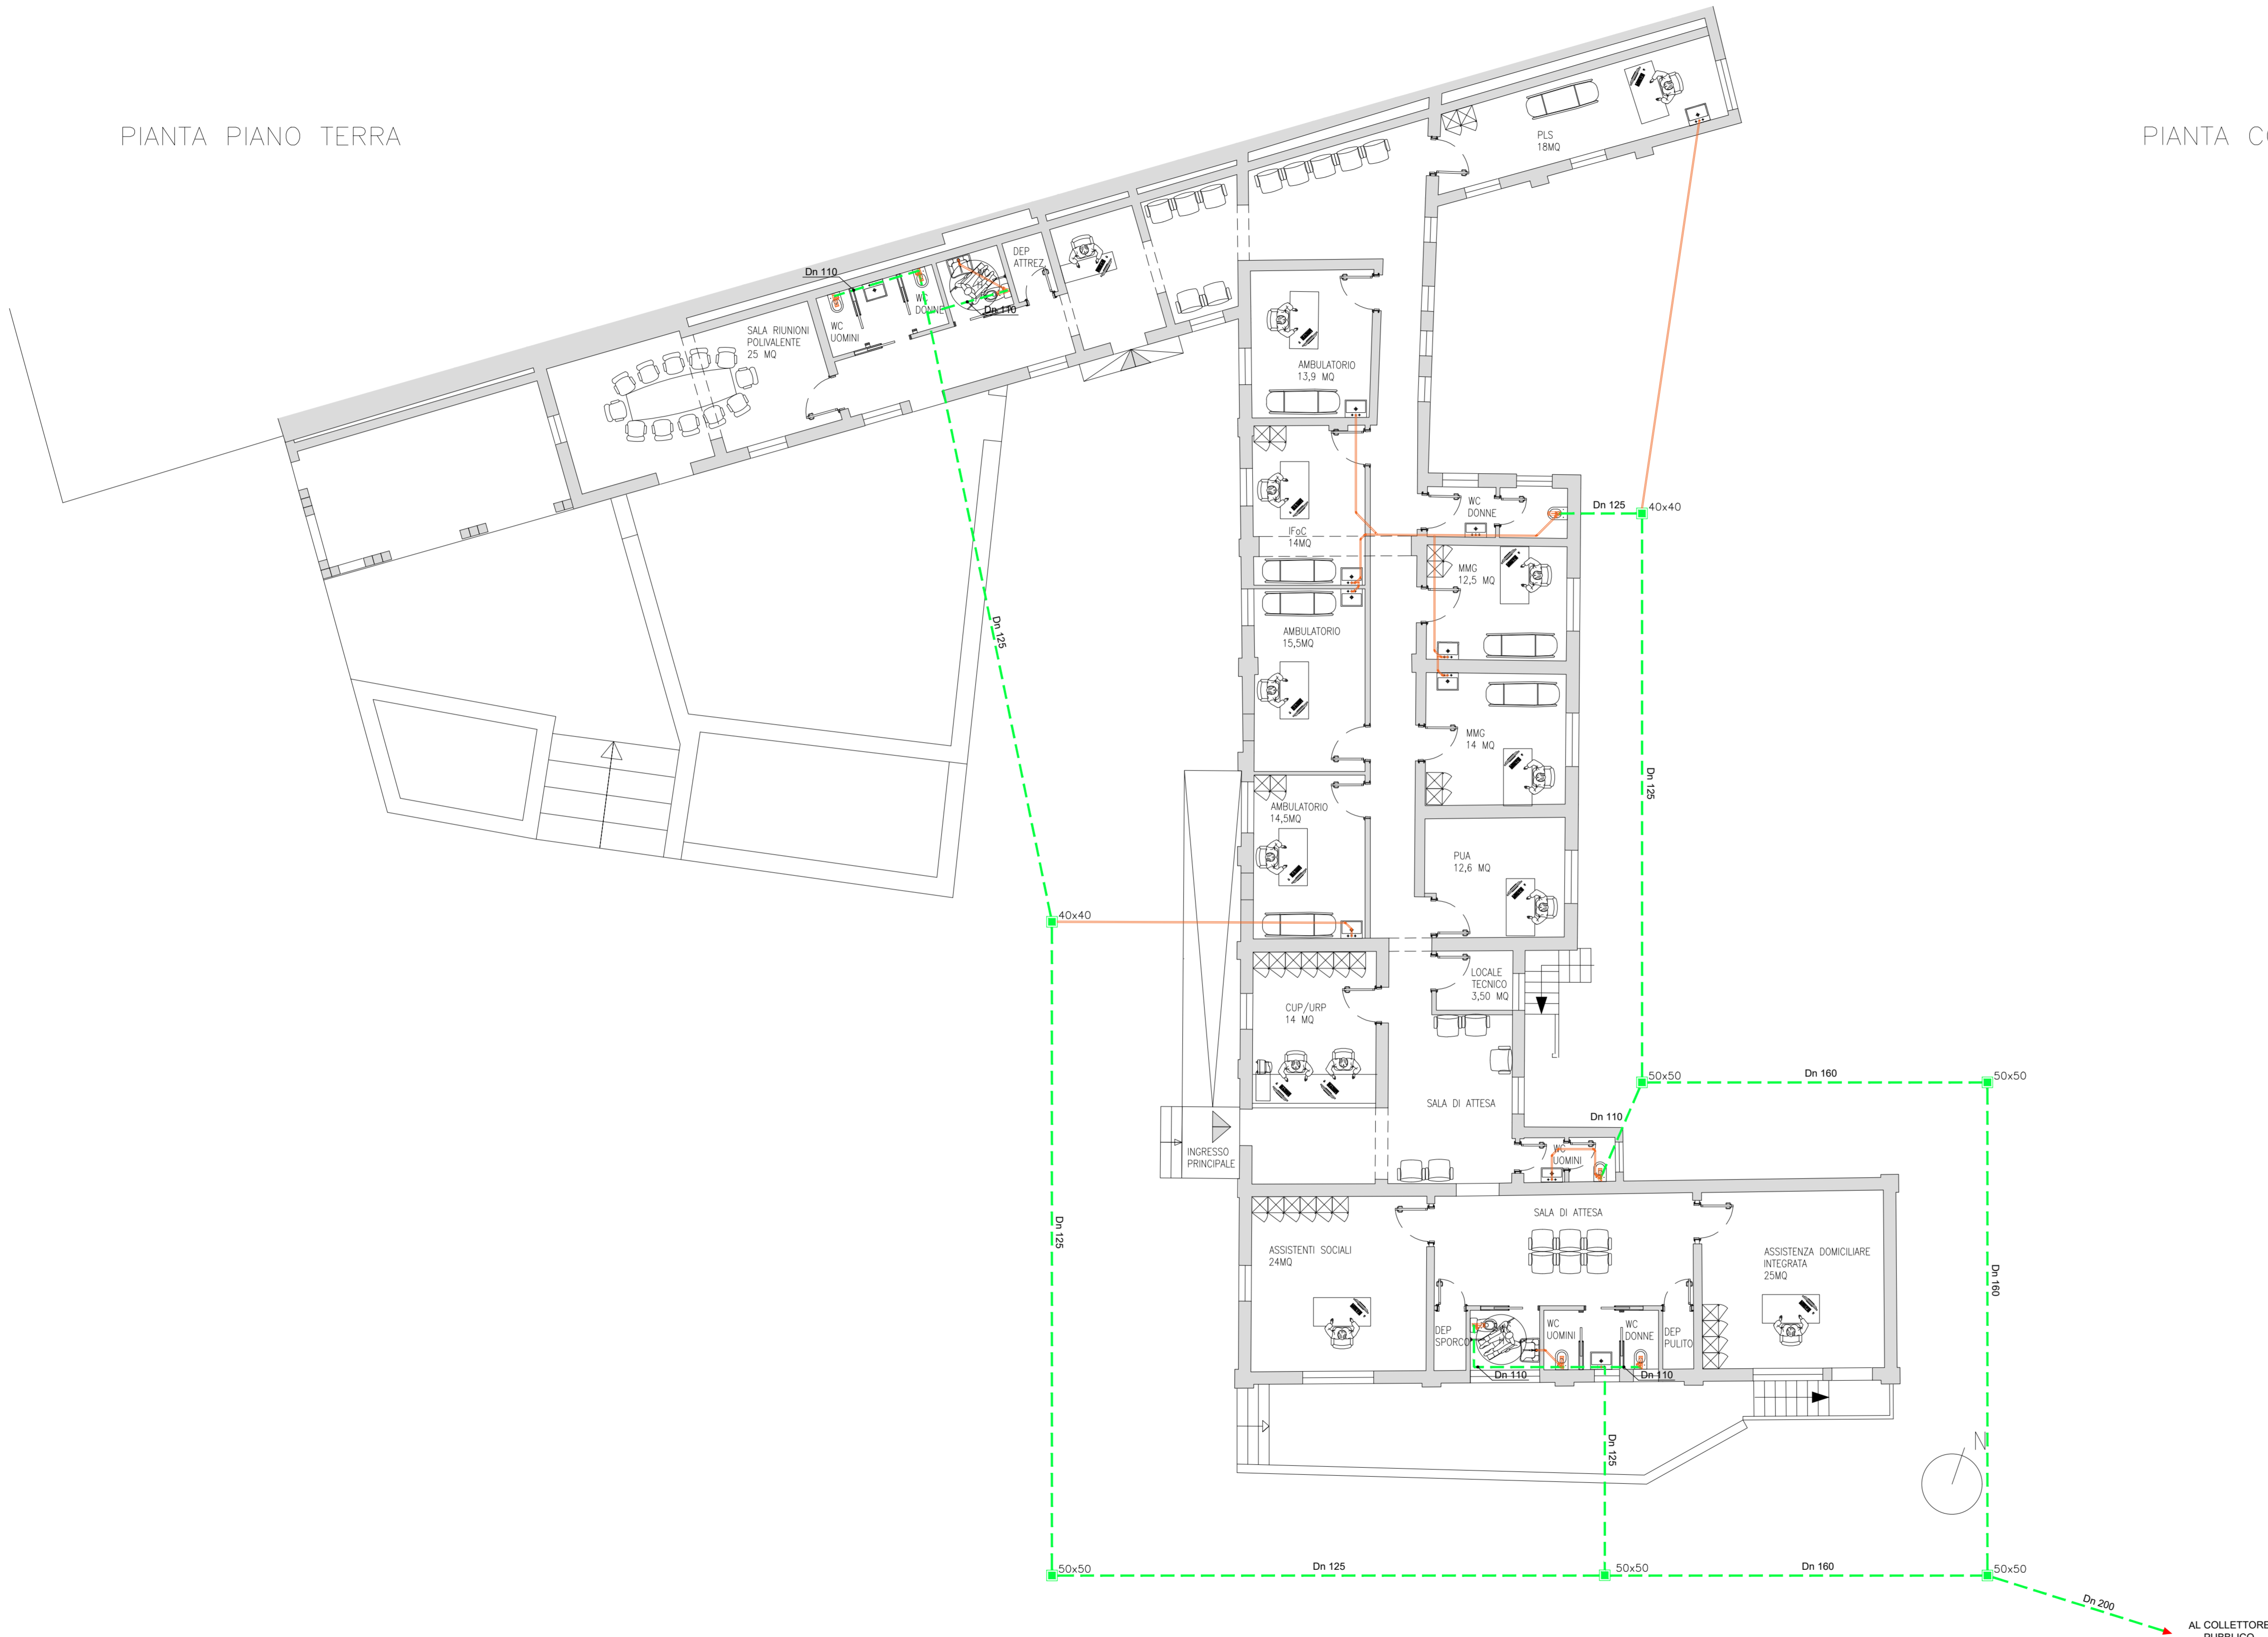 PIANTA PIANO TERRA
PIANTA CO
PLS
18MQ
DEP
ATTREZ
Dn 110
WC
DONNE
Dn 110
WC
UOMINI
SALA RIUNIONI
POLIVALENTE
25 MQ
AMBULATORIO
13,9 MQ
WC
DONNE
Dn 125
40x40
IFoC
14MQ
MMG
12,5 MQ
Dn 125
AMBULATORIO
15,5MQ
MMG
14 MQ
Dn 125
AMBULATORIO
14,5MQ
PUA
12,6 MQ
40x40
LOCALE
TECNICO
3,50 MQ
CUP/URP
14 MQ
50x50
Dn 160
50x50
SALA DI ATTESA
Dn 110
INGRESSO
PRINCIPALE
WC
UOMINI
SALA DI ATTESA
Dn 125
ASSISTENTI SOCIALI
24MQ
ASSISTENZA DOMICILIARE
INTEGRATA
25MQ
Dn 160
DEP
SPORCO
WC
UOMINI
WC
DONNE
DEP
PULITO
Dn 110
Dn 110
Dn 125
N
50x50
Dn 125
50x50
Dn 160
50x50
Dn 200
AL COLLETTORE
PUBBLICO